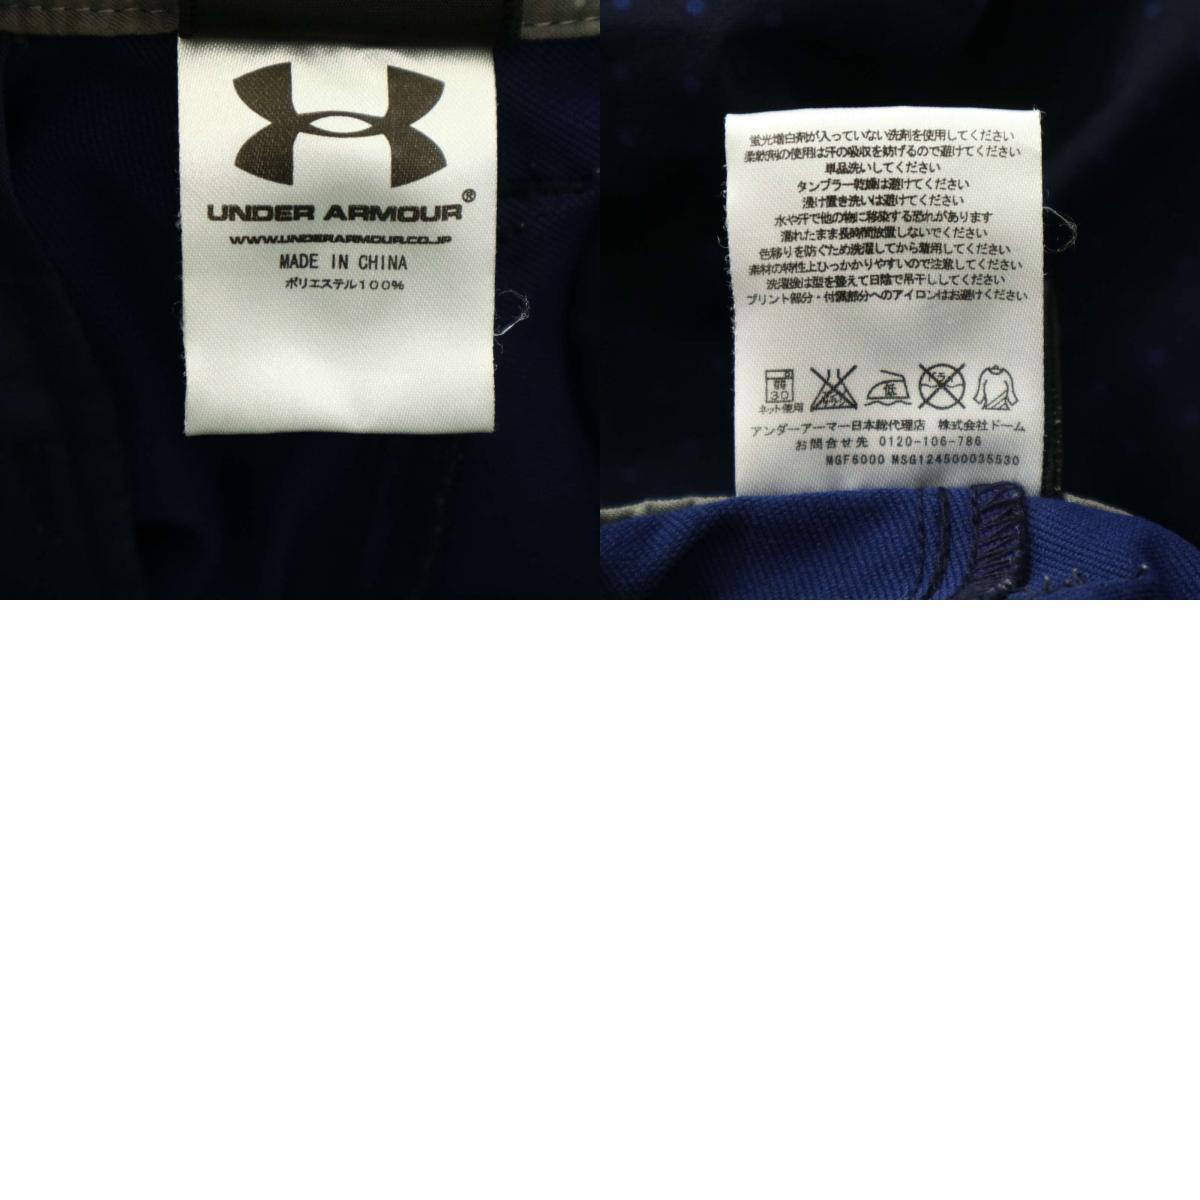 UNDER ARMOUR®
WWW.UNDERARMOUR.CO.JP
MADE IN CHINA
ポリエステル100%
蛍光増白剤が入っていない洗剤を使用してください
柔軟剤の使用は汗の吸収を妨げるので避けてください
単品洗いしてください
タンブラー乾燥は避けてください
浸け置き洗いは避けてください
水や汗で他の物に移染する恐れがあります
濡れたまま長時間放置しないでください
色移りを防ぐため洗濯してから着用してください
素材の特性上ひっかかりやすいので注意してください
洗濯後は型を整えて日陰で吊干ししてください
プリント部分・付属部分へのアイロンはお避けください
弱
30
エンソサラシ
低
ドライ
ネット使用
アンダーアーマー日本総代理店 株式会社ドーム
お問合せ先 0120-106-786
MGF6000 MSG124500035530